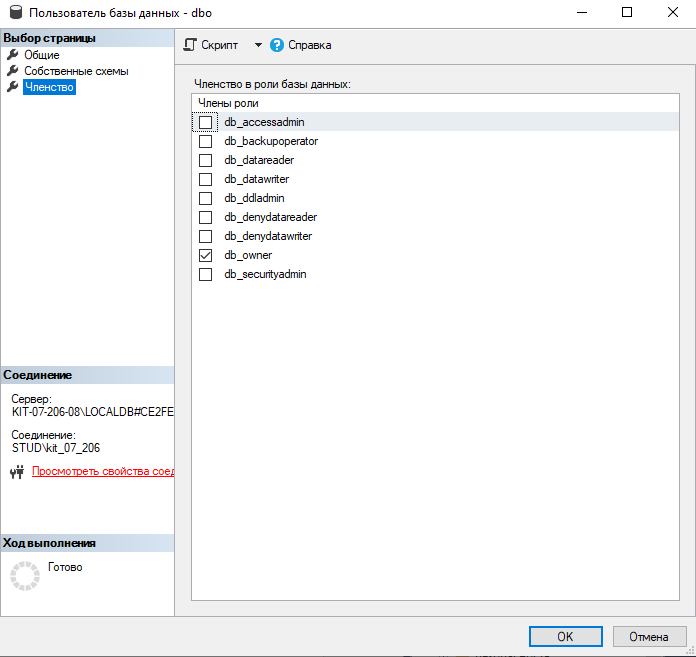 Пользователь базы данных - dbo
Выбор страницы
Общие
Собственные схемы
Членство
Скрипт
Справка
Членство в роли базы данных:
Члены роли
db_accessadmin
db_backupoperator
db_datareader
db_datawriter
db_ddladmin
db_denydatareader
db_denydatawriter
db_owner
db_securityadmin
Соединение
Сервер:
KIT-07-206-08\LOCALDB#CE2FE
Соединение:
STUD\kit_07_206
Просмотреть свойства соед
Ход выполнения
Готово
OK
Отмена